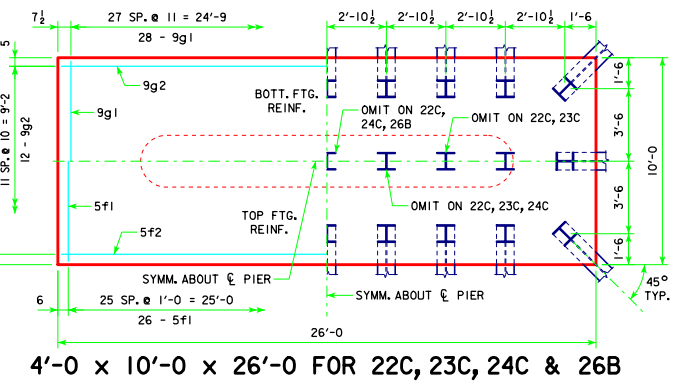 7½
27 SP. @ 11 = 24'-9
28 - 9g1
2'-10½
2'-10½
2'-10½
2'-10½
1'-6
5
11 SP. @ 10 = 9'-2
12 - 9g2
9g2
9g1
BOTT. FTG.
REINF.
OMIT ON 22C,
24C, 26B
OMIT ON 22C, 23C
1'-6
3'-6
10'-0
3'-6
1'-6
5f1
5f2
TOP FTG.
REINF.
OMIT ON 22C, 23C, 24C
SYMM. ABOUT ℄ PIER
SYMM. ABOUT ℄ PIER
45°
TYP.
6
25 SP. @ 1'-0 = 25'-0
26 - 5f1
26'-0
4'-0 x 10'-0 x 26'-0 FOR 22C, 23C, 24C & 26B